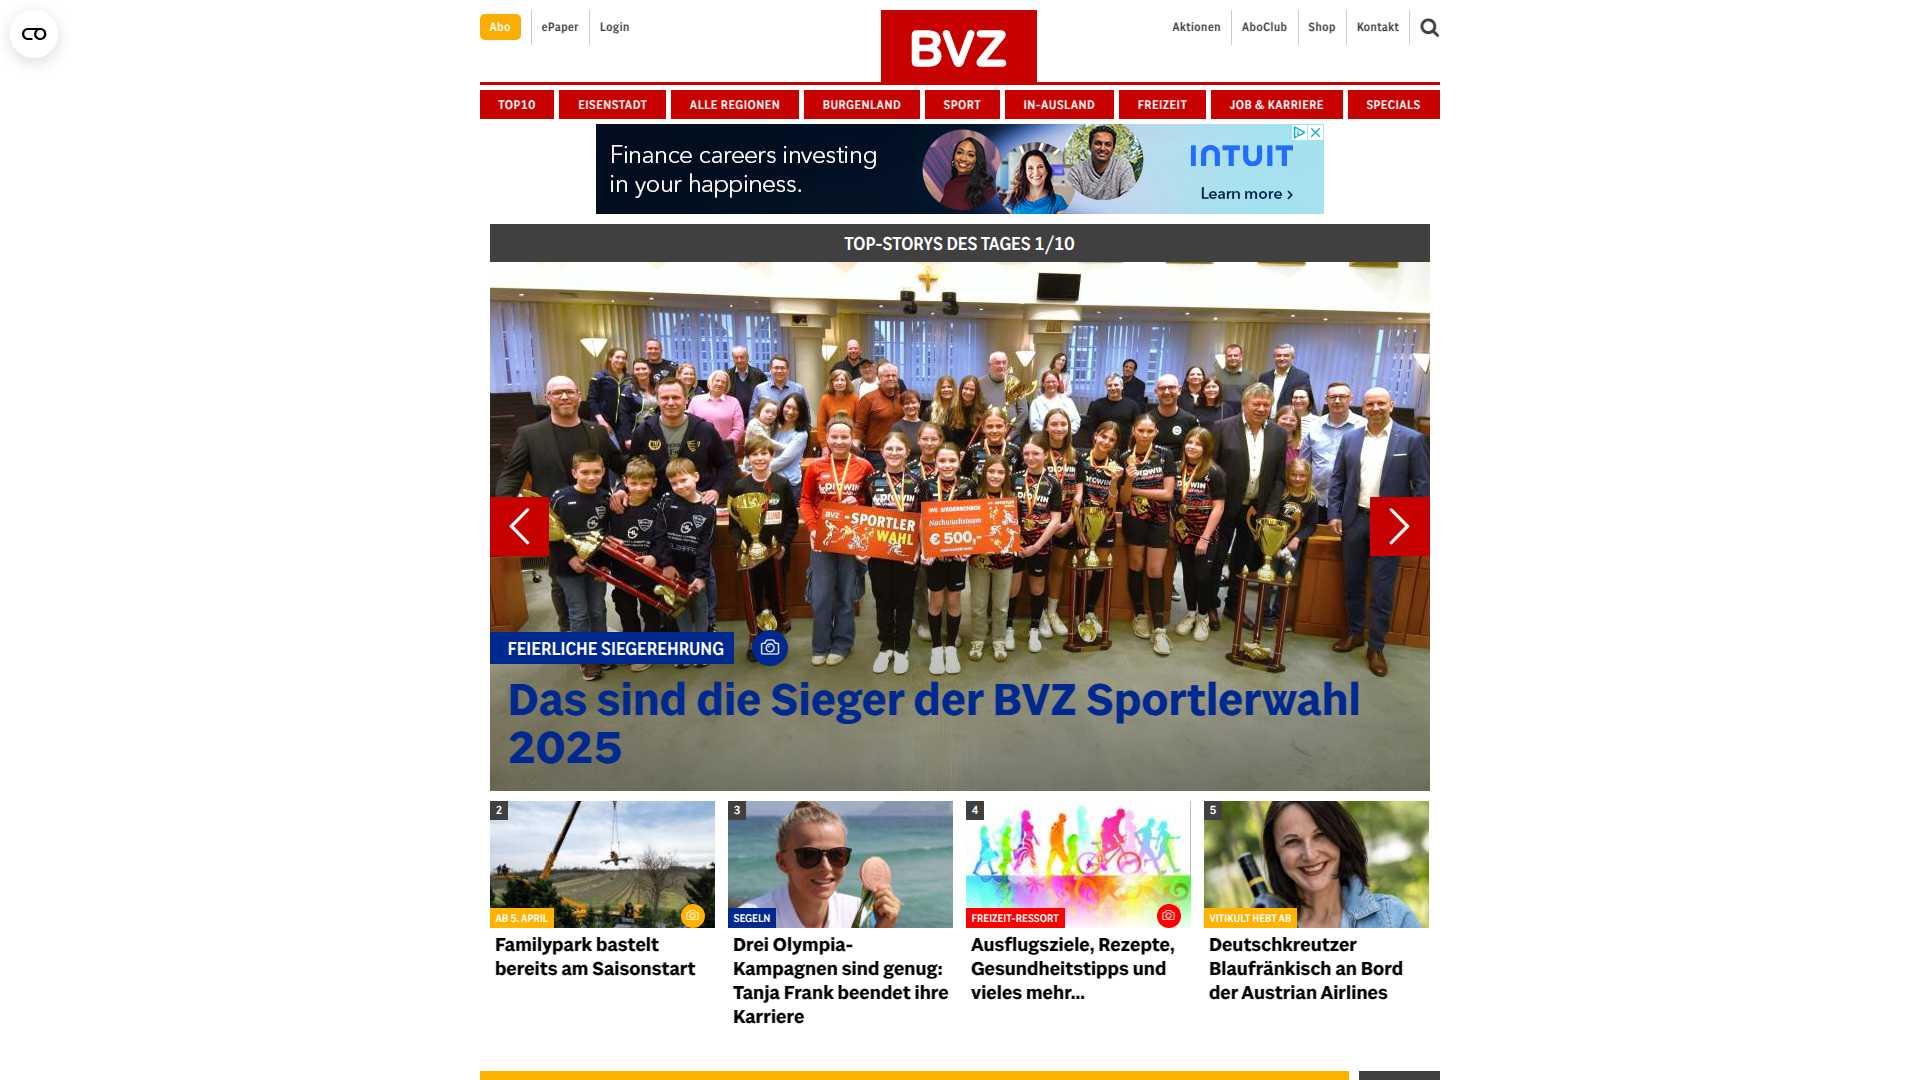 Abo
ePaper
Login
BVZ
Aktionen
AboClub
Shop
Kontakt
TOP10
EISENSTADT
ALLE REGIONEN
BURGENLAND
SPORT
IN-AUSLAND
FREIZEIT
JOB & KARRIERE
SPECIALS
Finance careers investing
in your happiness.
INTUIT
Learn more ›
TOP-STORYS DES TAGES 1/10
BVZ
-SPORTLER
WAHL
Nachwuchsteam
€ 500,-
FEIERLICHE SIEGEREHRUNG
Das sind die Sieger der BVZ Sportlerwahl
2025
2
AB 5. APRIL
Familypark bastelt
bereits am Saisonstart
3
SEGELN
Drei Olympia-
Kampagnen sind genug:
Tanja Frank beendet ihre
Karriere
4
FREIZEIT-RESSORT
Ausflugsziele, Rezepte,
Gesundheitstipps und
vieles mehr...
5
VITIKULT HEBT AB
Deutschkreutzer
Blaufränkisch an Bord
der Austrian Airlines